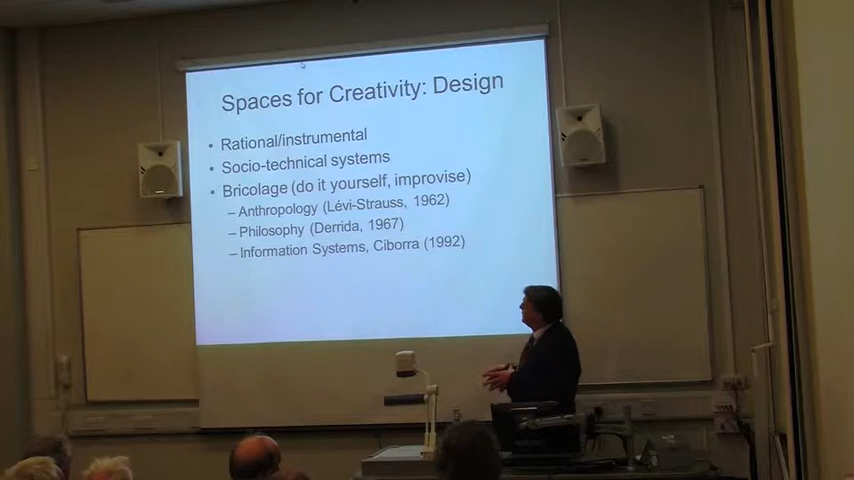 Spaces for Creativity: Design
• Rational/instrumental
• Socio-technical systems
• Bricolage (do it yourself, improvise)
– Anthropology (Lévi-Strauss, 1962)
– Philosophy (Derrida, 1967)
– Information Systems, Ciborra (1992)